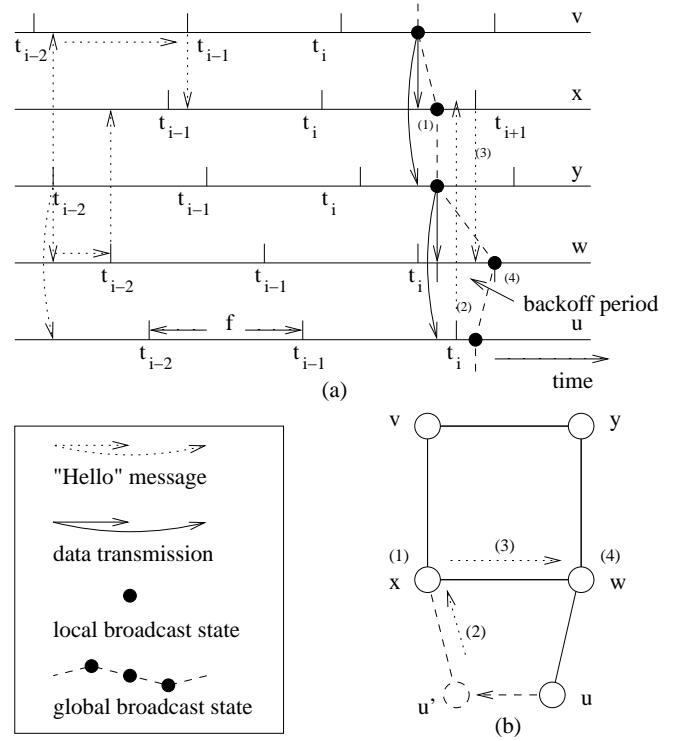 v
t i−2 t i−1 t i
x
t i−1 t i (1) t i+1
(3)
y
t i−2 t i−1 t i
w
t i−2 t i−1 t i (4)
(2) backoff period
f u
t i−2 t i−1 t i
time
(a)
"Hello" message
data transmission
local broadcast state
global broadcast state
v y
(1) (3) (4)
x w
(2)
u' u
(b)